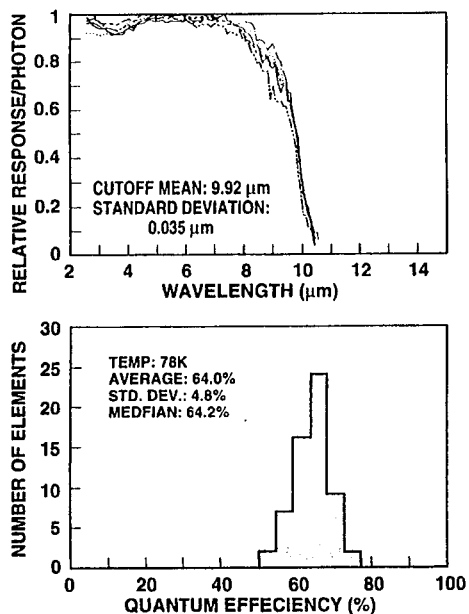 RELATIVE RESPONSE/PHOTON
1
0.8
0.6
0.4
0.2
0
CUTOFF MEAN: 9.92 μm
STANDARD DEVIATION:
0.035 μm
2 4 6 8 10 12 14
WAVELENGTH (μm)
NUMBER OF ELEMENTS
30
25
20
15
10
5
0
TEMP: 78K
AVERAGE: 64.0%
STD. DEV.: 4.8%
MEDFIAN: 64.2%
0 20 40 60 80 100
QUANTUM EFFECIENCY (%)